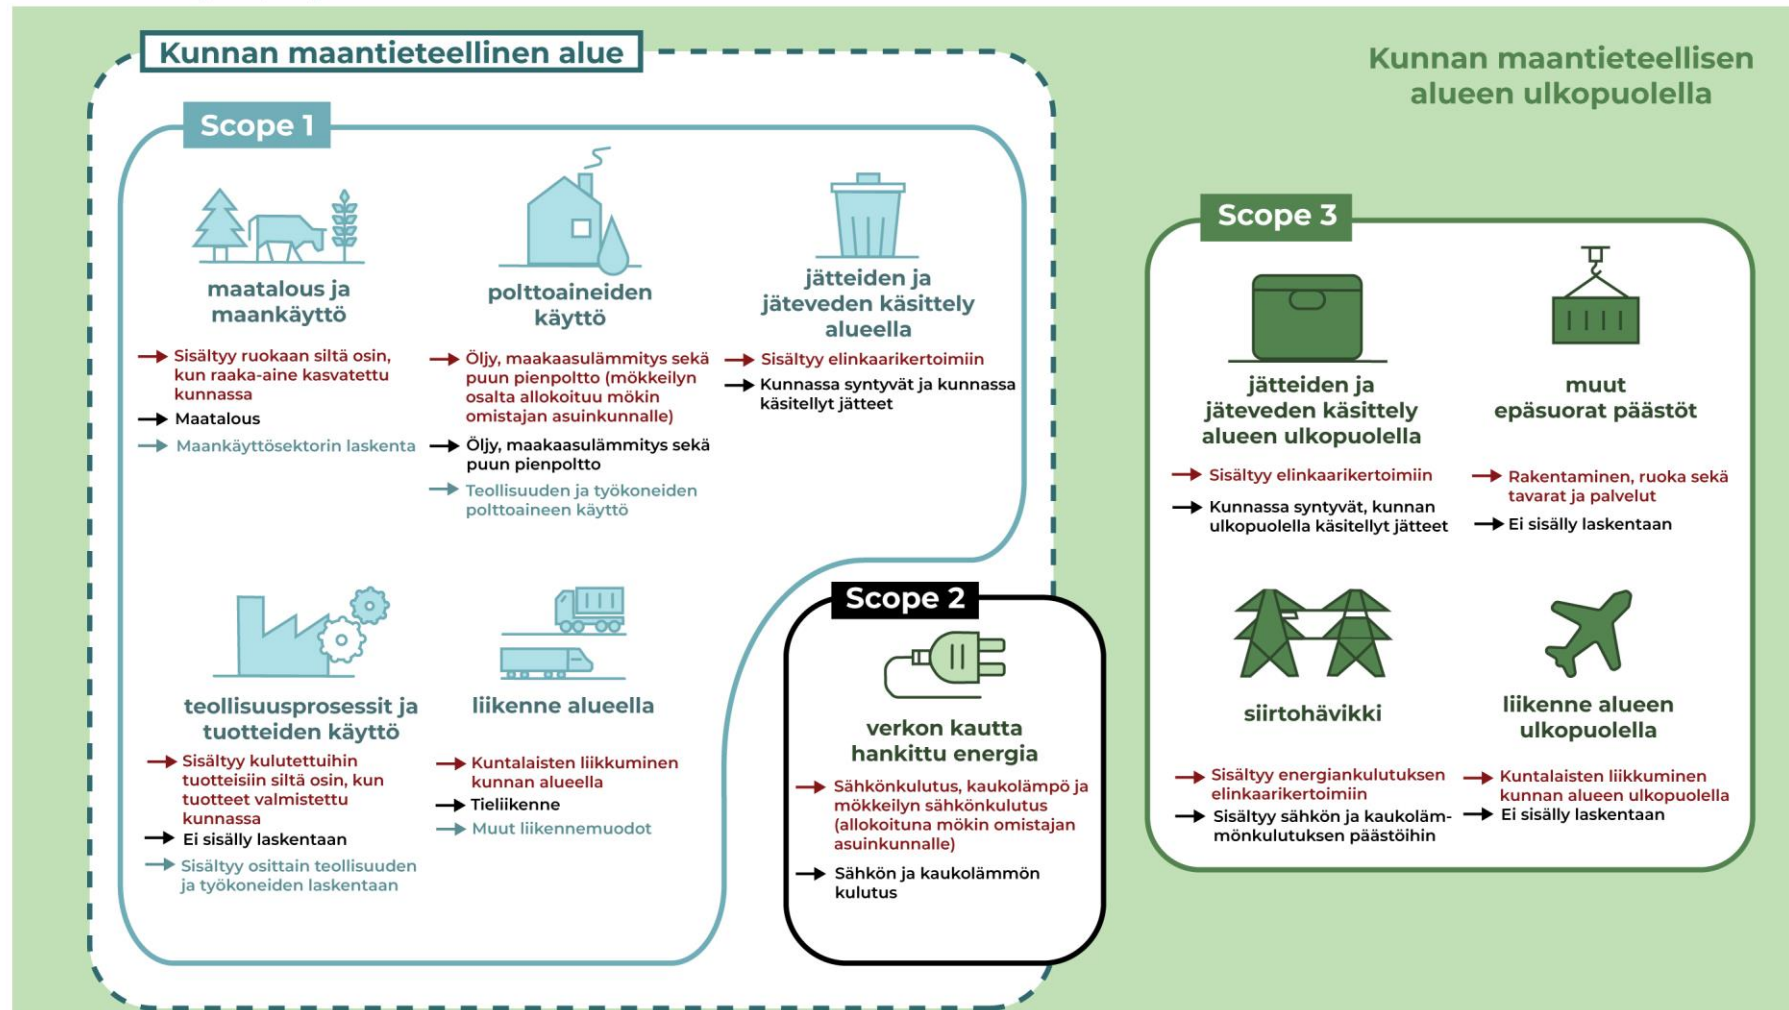 Kunnan maantieteellinen alue
Kunnan maantieteellisen
alueen ulkopuolella
Scope 1
maatalous ja
maankäyttö
Sisältyy ruokaan siltä osin,
kun raaka-aine kasvatettu
kunnassa
Maatalous
Maankäyttösektorin laskenta
polttoaineiden
käyttö
Öljy, maakaasulämmitys sekä
puun pienpoltto (mökkeilyn
osalta allokoituu mökin
omistajan asuinkunnalle)
Öljy, maakaasulämmitys sekä
puun pienpoltto
Teollisuuden ja työkoneiden
polttoaineen käyttö
jätteiden ja
jäteveden käsittely
alueella
Sisältyy elinkaarikertoimiin
Kunnassa syntyvät ja kunnassa
käsitellyt jätteet
teollisuusprosessit ja
tuotteiden käyttö
Sisältyy kulutettuihin
tuotteisiin siltä osin, kun
tuotteet valmistettu
kunnassa
Ei sisälly laskentaan
Sisältyy osittain teollisuuden
ja työkoneiden laskentaan
liikenne alueella
Kuntalaisten liikkuminen
kunnan alueella
Tieliikenne
Muut liikennemuodot
Scope 2
verkon kautta
hankittu energia
Sähkönkulutus, kaukolämpö ja
mökkeilyn sähkönkulutus
(allokoituna mökin omistajan
asuinkunnalle)
Sähkön ja kaukolämmön
kulutus
Scope 3
jätteiden ja
jäteveden käsittely
alueen ulkopuolella
Sisältyy elinkaarikertoimiin
Kunnassa syntyvät, kunnan
ulkopuolella käsitellyt jätteet
muut
epäsuorat päästöt
Rakentaminen, ruoka sekä
tavarat ja palvelut
Ei sisälly laskentaan
siirtohävikki
Sisältyy energiankulutuksen
elinkaarikertoimiin
Sisältyy sähkön ja kaukoläm-
mönkulutuksen päästöihin
liikenne alueen
ulkopuolella
Kuntalaisten liikkuminen
kunnan alueen ulkopuolella
Ei sisälly laskentaan